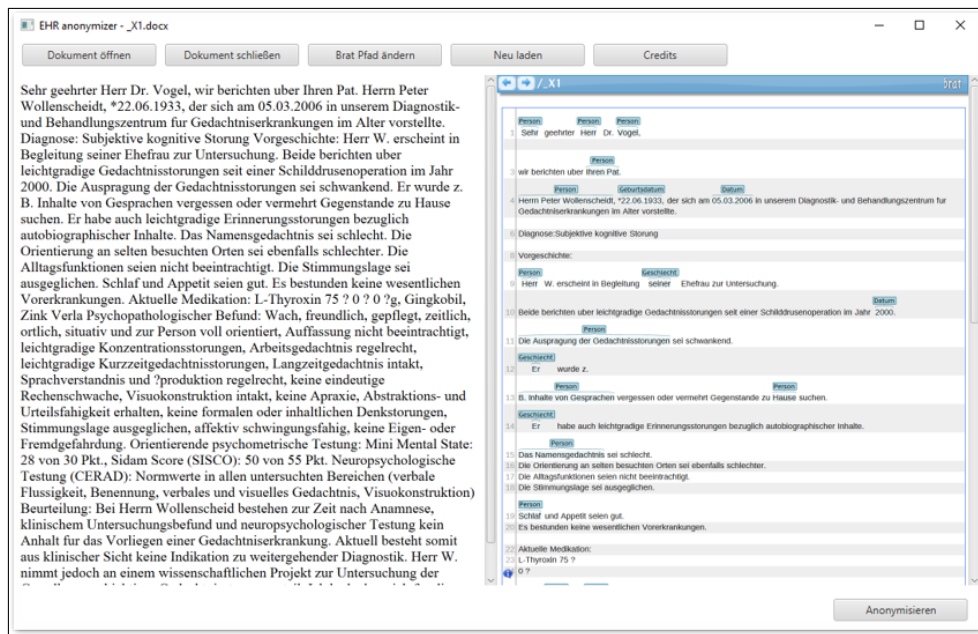 EHR anonymizer - _X1.docx
Dokument öffnen
Dokument schließen
Brat Pfad ändern
Neu laden
Credits
Sehr geehrter Herr Dr. Vogel, wir berichten uber Ihren Pat. Herrn Peter
Wollenscheidt, *22.06.1933, der sich am 05.03.2006 in unserem Diagnostik-
und Behandlungszentrum fur Gedachtniserkrankungen im Alter vorstellte.
Diagnose: Subjektive kognitive Storung Vorgeschichte: Herr W. erscheint in
Begleitung seiner Ehefrau zur Untersuchung. Beide berichten uber
leichtgradige Gedachtnisstorungen seit einer Schilddrusenoperation im Jahr
2000. Die Auspragung der Gedachtnisstorungen sei schwankend. Er wurde z.
B. Inhalte von Gesprachen vergessen oder vermehrt Gegenstande zu Hause
suchen. Er habe auch leichtgradige Erinnerungsstorungen bezuglich
autobiographischer Inhalte. Das Namensgedachtnis sei schlecht. Die
Orientierung an selten besuchten Orten sei ebenfalls schlechter. Die
Alltagsfunktionen seien nicht beeintrachtigt. Die Stimmungslage sei
ausgeglichen. Schlaf und Appetit seien gut. Es bestunden keine wesentlichen
Vorerkrankungen. Aktuelle Medikation: L-Thyroxin 75 ? 0 ? 0 ?g, Gingkobil,
Zink Verla Psychopathologischer Befund: Wach, freundlich, gepflegt, zeitlich,
ortlich, situativ und zur Person voll orientiert, Auffassung nicht beeintrachtigt,
leichtgradige Konzentrationsstorungen, Arbeitsgedachtnis regelrecht,
leichtgradige Kurzzeitgedachtnisstorungen, Langzeitgedachtnis intakt,
Sprachverstandnis und ?produktion regelrecht, keine eindeutige
Rechenschwache, Visuokonstruktion intakt, keine Apraxie, Abstraktions- und
Urteilsfahigkeit erhalten, keine formalen oder inhaltlichen Denkstorungen,
Stimmungslage ausgeglichen, affektiv schwingungsfahig, keine Eigen- oder
Fremdgefahrdung. Orientierende psychometrische Testung: Mini Mental State:
28 von 30 Pkt., Sidam Score (SISCO): 50 von 55 Pkt. Neuropsychologische
Testung (CERAD): Normwerte in allen untersuchten Bereichen (verbale
Flussigkeit, Benennung, verbales und visuelles Gedachtnis, Visuokonstruktion)
Beurteilung: Bei Herrn Wollenscheid bestehen zur Zeit nach Anamnese,
klinischem Untersuchungsbefund und neuropsychologischer Testung kein
Anhalt fur das Vorliegen einer Gedachtniserkrankung. Aktuell besteht somit
aus klinischer Sicht keine Indikation zu weitergehender Diagnostik. Herr W.
nimmt jedoch an einem wissenschaftlichen Projekt zur Untersuchung der
/_X1
brat
Person Person Person
1 Sehr geehrter Herr Dr. Vogel,
Person
3 wir berichten uber Ihren Pat.
Person Geburtsdatum Datum
4 Herrn Peter Wollenscheidt, *22.06.1933, der sich am 05.03.2006 in unserem Diagnostik- und Behandlungszentrum fur
Gedachtniserkrankungen im Alter vorstellte.
6 Diagnose:Subjektive kognitive Storung
8 Vorgeschichte:
Person Geschlecht
9 Herr W. erscheint in Begleitung seiner Ehefrau zur Untersuchung.
Datum
10 Beide berichten uber leichtgradige Gedachtnisstorungen seit einer Schilddrusenoperation im Jahr 2000.
Person
11 Die Auspragung der Gedachtnisstorungen sei schwankend.
Geschlecht
12 Er wurde z.
Person Person
13 B. Inhalte von Gesprachen vergessen oder vermehrt Gegenstande zu Hause suchen.
Geschlecht
14 Er habe auch leichtgradige Erinnerungsstorungen bezuglich autobiographischer Inhalte.
Person
15 Das Namensgedachtnis sei schlecht.
16 Die Orientierung an selten besuchten Orten sei ebenfalls schlechter.
17 Die Alltagsfunktionen seien nicht beeintrachtigt.
18 Die Stimmungslage sei ausgeglichen.
Person
19 Schlaf und Appetit seien gut.
20 Es bestunden keine wesentlichen Vorerkrankungen.
22 Aktuelle Medikation:
23 L-Thyroxin 75 ?
0 ?
Anonymisieren